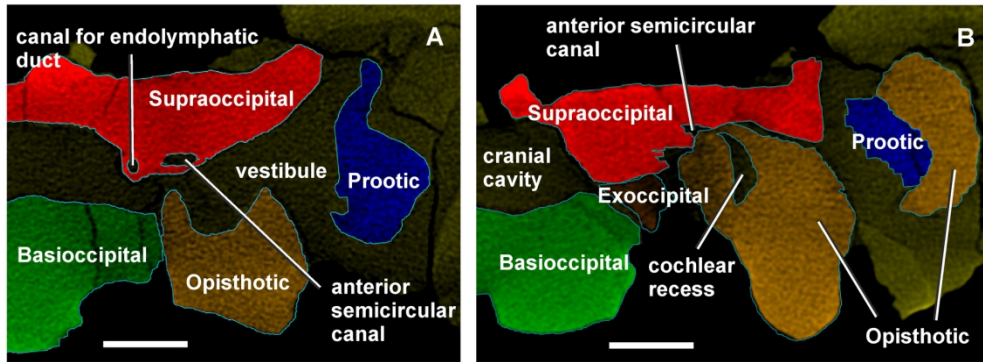 A
canal for endolymphatic
duct
Supraoccipital
vestibule
Prootic
Basioccipital
Opisthotic
anterior
semicircular
canal
B
anterior semicircular
canal
Supraoccipital
Prootic
cranial
cavity
Exoccipital
Basioccipital
cochlear
recess
Opisthotic